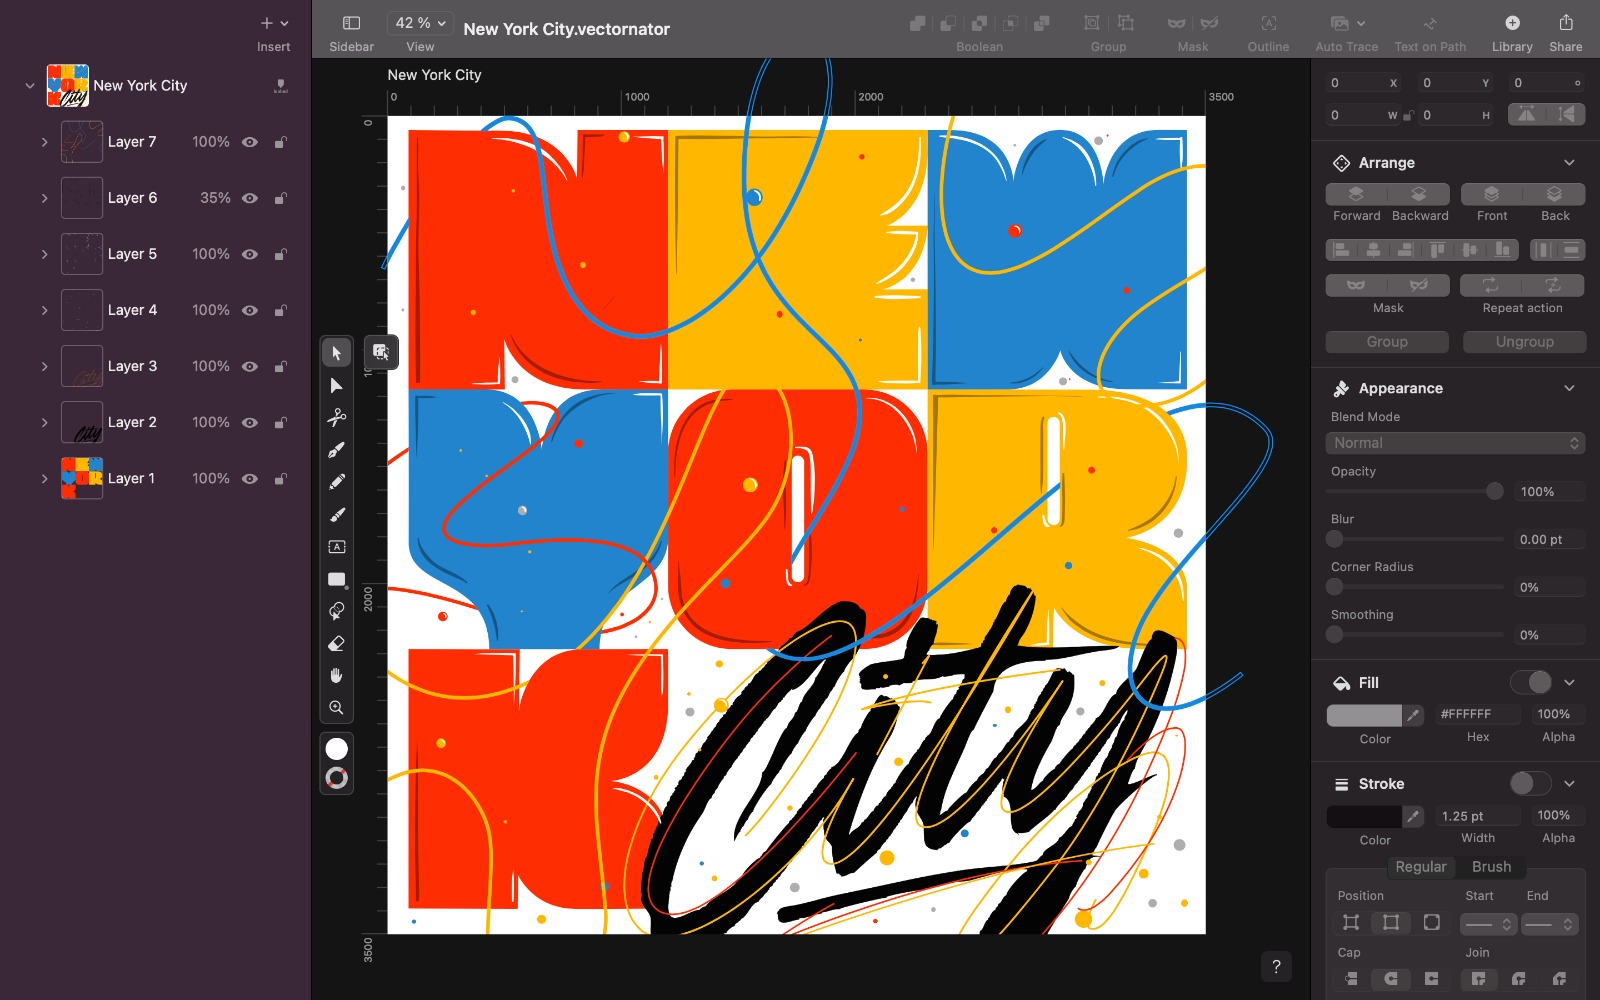 Insert
Sidebar
42 %
View
New York City.vectornator
Boolean
Group
Mask
Outline
Auto Trace
Text on Path
Library
Share
New York City
Layer 7 100%
Layer 6 35%
Layer 5 100%
Layer 4 100%
Layer 3 100%
Layer 2 100%
Layer 1 100%
New York City
0 1000 2000 3500
0
2000
3500
NEW
YOR
K City
A
?
0 X 0 Y 0 °
0 W 0 H
Arrange
Forward Backward Front Back
Mask Repeat action
Group Ungroup
Appearance
Blend Mode
Normal
Opacity
100%
Blur
0.00 pt
Corner Radius
0%
Smoothing
0%
Fill
#FFFFFF 100%
Color Hex Alpha
Stroke
1.25 pt 100%
Color Width Alpha
Regular Brush
Position Start End
Cap Join